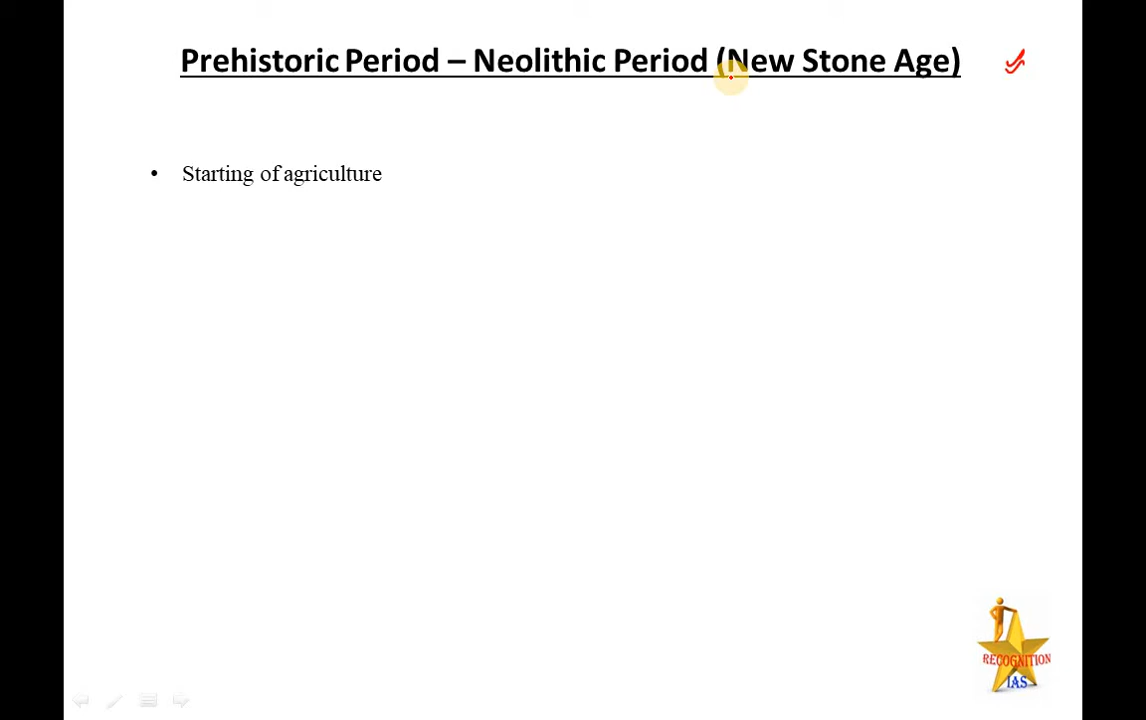 Prehistoric Period – Neolithic Period (New Stone Age)
• Starting of agriculture
RECOGNITION
IAS